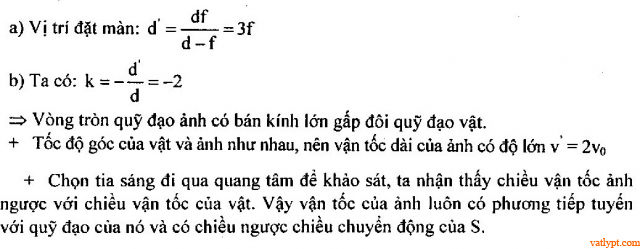 a) Vị trí đặt màn: d' = df / (d – f) = 3f
b) Ta có: k = – d' / d = –2
⇒ Vòng tròn quỹ đạo ảnh có bán kính lớn gấp đôi quỹ đạo vật.
+ Tốc độ góc của vật và ảnh như nhau, nên vận tốc dài của ảnh có độ lớn v' = 2v₀
+ Chọn tia sáng đi qua quang tâm để khảo sát, ta nhận thấy chiều vận tốc ảnh
ngược với chiều vận tốc của vật. Vậy vận tốc của ảnh luôn có phương tiếp tuyến
với quỹ đạo của nó và có chiều ngược chiều chuyển động của S.
vatlypt.com